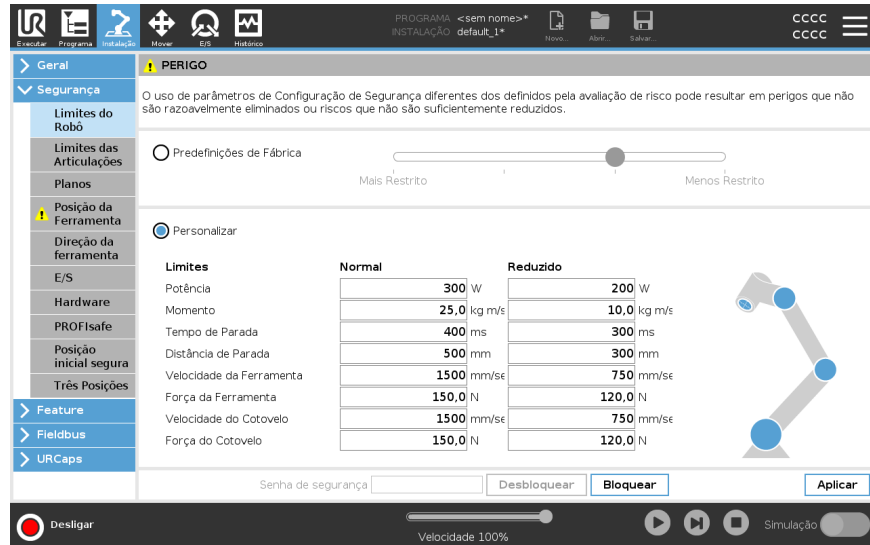 UR
PROGRAMA <sem nome>*
INSTALAÇÃO default_1*
Executar Programa Instalação Mover E/S Histórico Novo... Abrir... Salvar...
cccc
cccc
Geral
Segurança
Limites do
Robô
Limites das
Articulações
Planos
Posição da
Ferramenta
Direção da
ferramenta
E/S
Hardware
PROFIsafe
Posição
inicial segura
Três Posições
Feature
Fieldbus
URCaps
PERIGO
O uso de parâmetros de Configuração de Segurança diferentes dos definidos pela avaliação de risco pode resultar em perigos que não
são razoavelmente eliminados ou riscos que não são suficientemente reduzidos.
Predefinições de Fábrica
Mais Restrito Menos Restrito
Personalizar
Limites Normal Reduzido
Potência 300 W 200 W
Momento 25,0 kg m/s 10,0 kg m/s
Tempo de Parada 400 ms 300 ms
Distância de Parada 500 mm 300 mm
Velocidade da Ferramenta 1500 mm/se 750 mm/se
Força da Ferramenta 150,0 N 120,0 N
Velocidade do Cotovelo 1500 mm/se 750 mm/se
Força do Cotovelo 150,0 N 120,0 N
Senha de segurança Desbloquear Bloquear Aplicar
Desligar
Velocidade 100%
Simulação